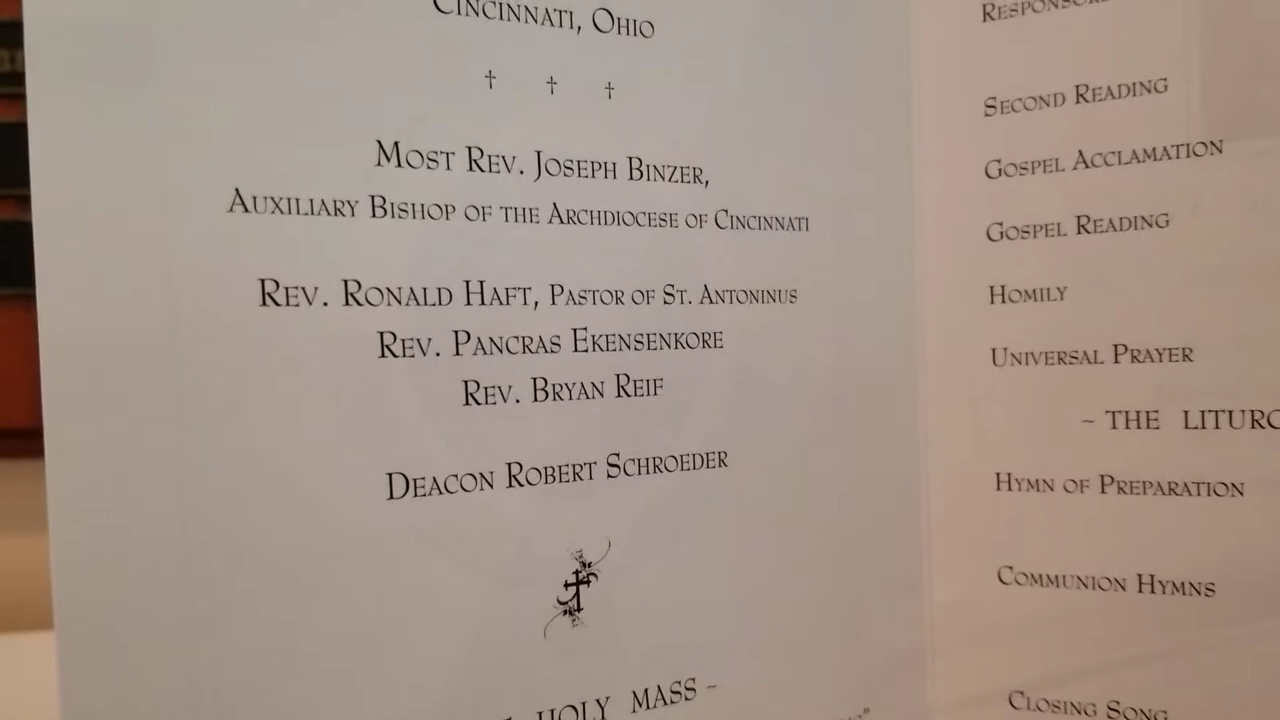 Cincinnati, Ohio
† † †
Most Rev. Joseph Binzer,
Auxiliary Bishop of the Archdiocese of Cincinnati
Rev. Ronald Haft, Pastor of St. Antoninus
Rev. Pancras Ekensenkore
Rev. Bryan Reif
Deacon Robert Schroeder
Holy Mass ~
Second Reading
Gospel Acclamation
Gospel Reading
Homily
Universal Prayer
~ THE
Hymn of Preparation
Communion Hymns
Closing Song